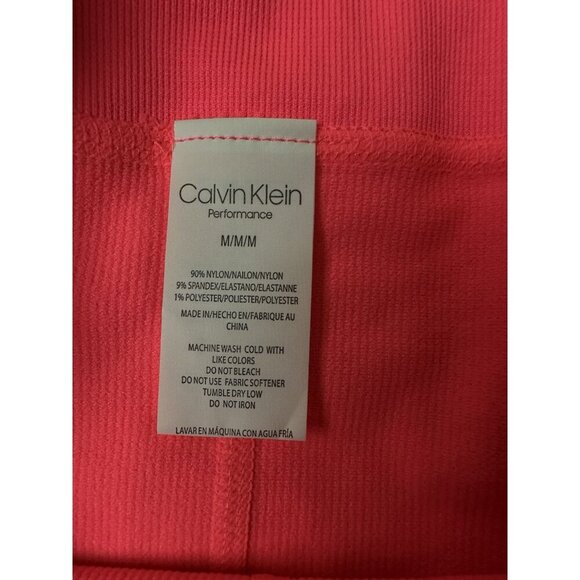 Calvin Klein
Performance
M/M/M
90% NYLON/NAILON/NYLON
9% SPANDEX/ELASTANO/ELASTANNE
1% POLYESTER/POLIESTER/POLYESTER
MADE IN/HECHO EN/FABRIQUE AU
CHINA
MACHINE WASH COLD WITH
LIKE COLORS
DO NOT BLEACH
DO NOT USE FABRIC SOFTENER
TUMBLE DRY LOW
DO NOT IRON
LAVAR EN MÁQUINA CON AGUA FRÍA